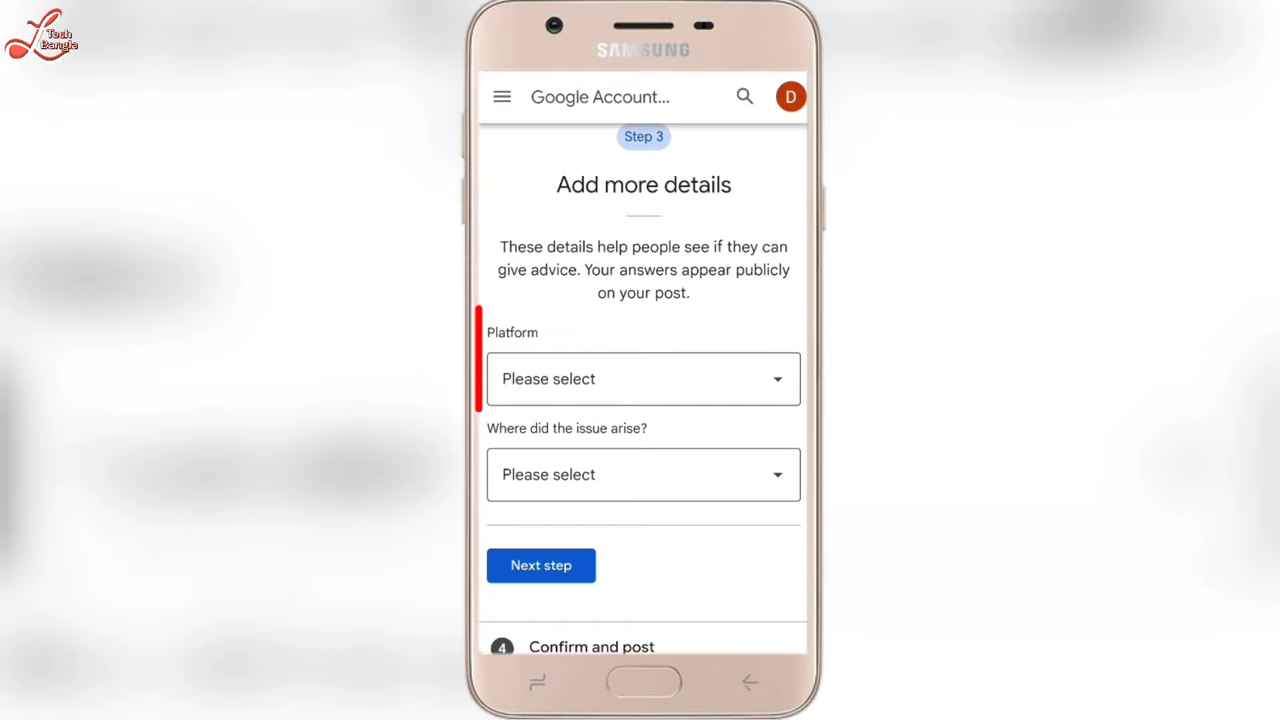 Tech
Bangla
SAMSUNG
Google Account...
D
Step 3
Add more details
These details help people see if they can
give advice. Your answers appear publicly
on your post.
Platform
Please select
Where did the issue arise?
Please select
Next step
4 Confirm and post